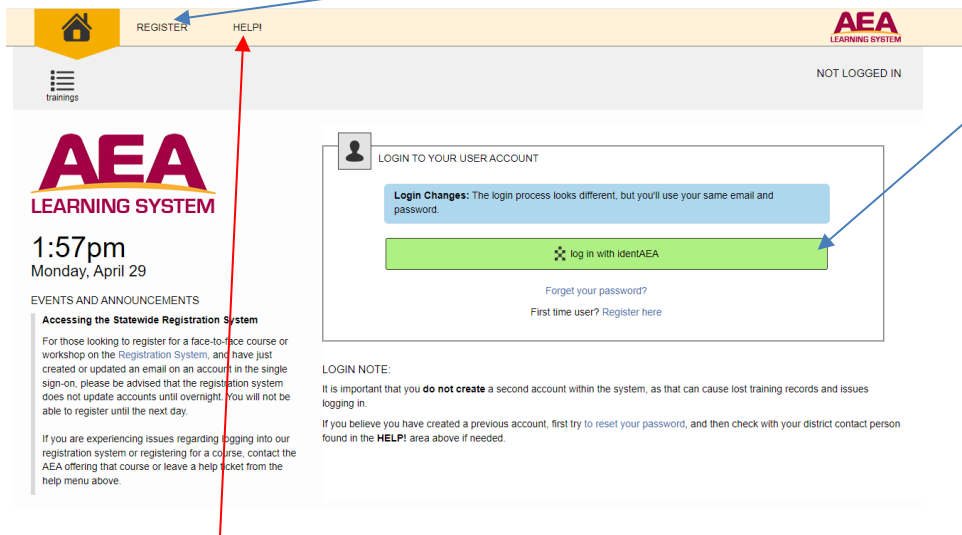 REGISTER HELP!
AEA
LEARNING SYSTEM
trainings
NOT LOGGED IN
AEA
LEARNING SYSTEM
1:57pm
Monday, April 29
EVENTS AND ANNOUNCEMENTS
Accessing the Statewide Registration System
For those looking to register for a face-to-face course or
workshop on the Registration System, and have just
created or updated an email on an account in the single
sign-on, please be advised that the registration system
does not update accounts until overnight. You will not be
able to register until the next day.
If you are experiencing issues regarding logging into our
registration system or registering for a course, contact the
AEA offering that course or leave a help ticket from the
help menu above.
LOGIN TO YOUR USER ACCOUNT
Login Changes: The login process looks different, but you'll use your same email and
password.
log in with identAEA
Forget your password?
First time user? Register here
LOGIN NOTE:
It is important that you do not create a second account within the system, as that can cause lost training records and issues
logging in.
If you believe you have created a previous account, first try to reset your password, and then check with your district contact person
found in the HELP! area above if needed.